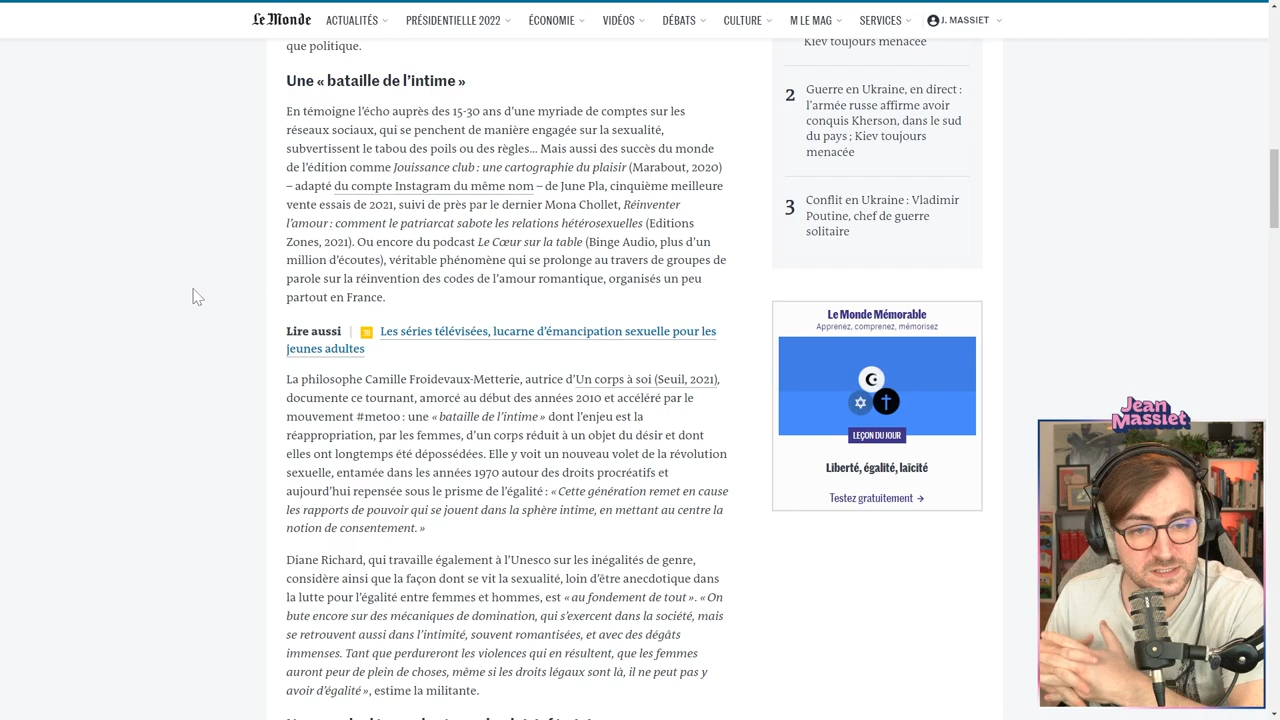 Le Monde
ACTUALITÉS
PRÉSIDENTIELLE 2022
ÉCONOMIE
VIDÉOS
DÉBATS
CULTURE
M LE MAG
SERVICES
J. MASSIET
que politique.
Une « bataille de l’intime »
En témoigne l’écho auprès des 15-30 ans d’une myriade de comptes sur les
réseaux sociaux, qui se penchent de manière engagée sur la sexualité,
subvertissent le tabou des poils ou des règles… Mais aussi des succès du monde
de l’édition comme Jouissance club : une cartographie du plaisir (Marabout, 2020)
– adapté du compte Instagram du même nom – de June Pla, cinquième meilleure
vente essais de 2021, suivi de près par le dernier Mona Chollet, Réinventer
l’amour : comment le patriarcat sabote les relations hétérosexuelles (Editions
Zones, 2021). Ou encore du podcast Le Cœur sur la table (Binge Audio, plus d’un
million d’écoutes), véritable phénomène qui se prolonge au travers de groupes de
parole sur la réinvention des codes de l’amour romantique, organisés un peu
partout en France.
Lire aussi | Les séries télévisées, lucarne d’émancipation sexuelle pour les
jeunes adultes
La philosophe Camille Froidevaux-Metterie, autrice d’Un corps à soi (Seuil, 2021),
documente ce tournant, amorcé au début des années 2010 et accéléré par le
mouvement #metoo : une « bataille de l’intime » dont l’enjeu est la
réappropriation, par les femmes, d’un corps réduit à un objet du désir et dont
elles ont longtemps été dépossédées. Elle y voit un nouveau volet de la révolution
sexuelle, entamée dans les années 1970 autour des droits procréatifs et
aujourd’hui repensée sous le prisme de l’égalité : « Cette génération remet en cause
les rapports de pouvoir qui se jouent dans la sphère intime, en mettant au centre la
notion de consentement. »
Diane Richard, qui travaille également à l’Unesco sur les inégalités de genre,
considère ainsi que la façon dont se vit la sexualité, loin d’être anecdotique dans
la lutte pour l’égalité entre femmes et hommes, est « au fondement de tout ». « On
bute encore sur des mécaniques de domination, qui s’exercent dans la société, mais
se retrouvent aussi dans l’intimité, souvent romantisées, et avec des dégâts
immenses. Tant que perdureront les violences qui en résultent, que les femmes
auront peur de plein de choses, même si les droits légaux sont là, il ne peut pas y
avoir d’égalité », estime la militante.
Kiev toujours menacée
2
Guerre en Ukraine, en direct :
l’armée russe affirme avoir
conquis Kherson, dans le sud
du pays ; Kiev toujours
menacée
3
Conflit en Ukraine : Vladimir
Poutine, chef de guerre
solitaire
Le Monde Mémorable
Apprenez, comprenez, mémorisez
LEÇON DU JOUR
Liberté, égalité, laïcité
Testez gratuitement →
Jean
Massiet